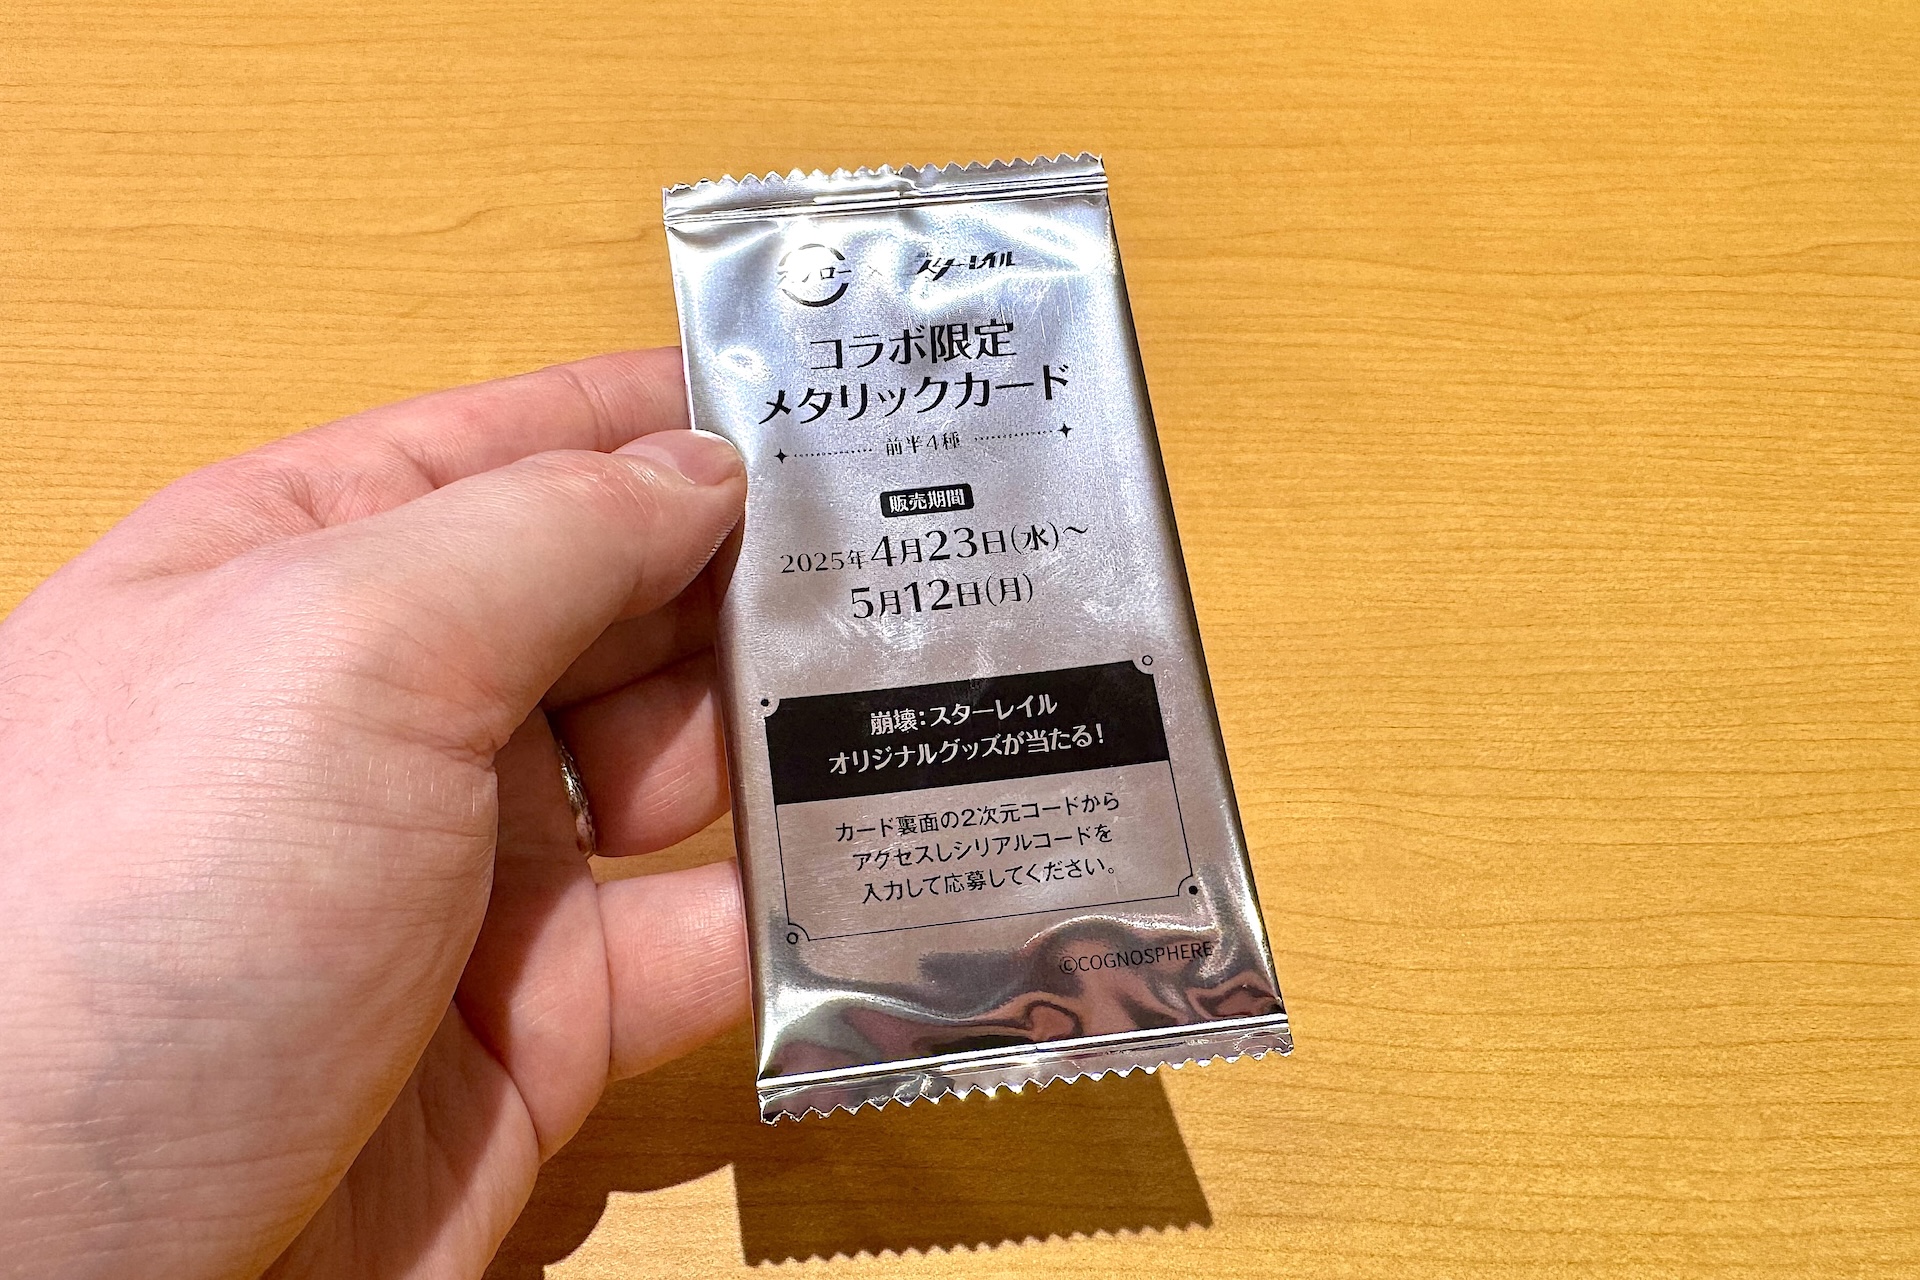 スシロー × スターレイル
コラボ限定
メタリックカード
前半4種
販売期間
2025年4月23日(水)～
5月12日(月)
崩壊：スターレイル
オリジナルグッズが当たる！
カード裏面の2次元コードから
アクセスしシリアルコードを
入力して応募してください。
©COGNOSPHERE